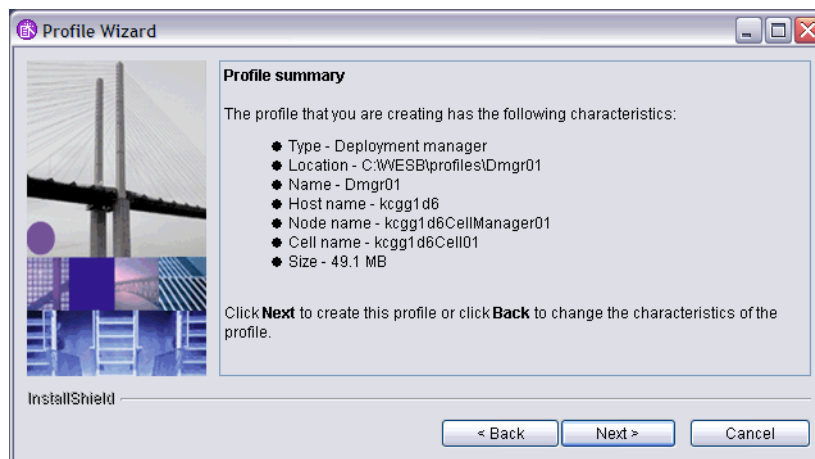 Profile Wizard
Profile summary
The profile that you are creating has the following characteristics:
● Type - Deployment manager
● Location - C:\WESB\profiles\Dmgr01
● Name - Dmgr01
● Host name - kcgg1d6
● Node name - kcgg1d6CellManager01
● Cell name - kcgg1d6Cell01
● Size - 49.1 MB
Click Next to create this profile or click Back to change the characteristics of the
profile.
InstallShield
< Back
Next >
Cancel